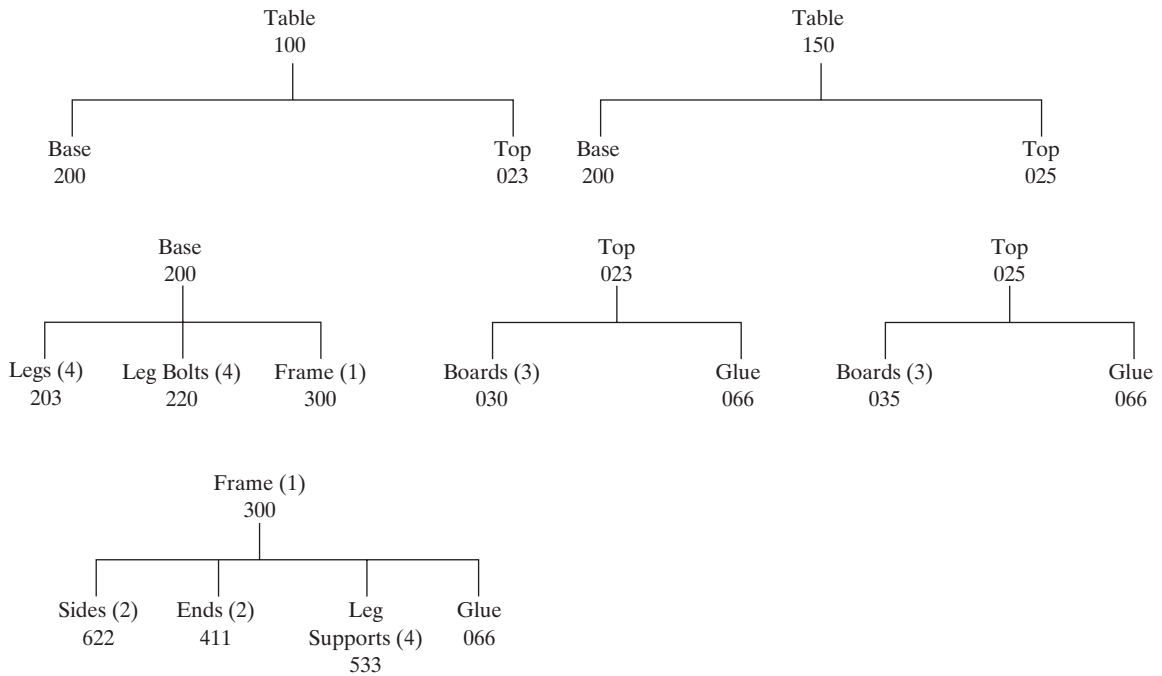 Table
100
Table
150
Base
200
Top
023
Base
200
Top
025
Base
200
Top
023
Top
025
Legs (4)
203
Leg Bolts (4)
220
Frame (1)
300
Boards (3)
030
Glue
066
Boards (3)
035
Glue
066
Frame (1)
300
Sides (2)
622
Ends (2)
411
Leg
Supports (4)
533
Glue
066